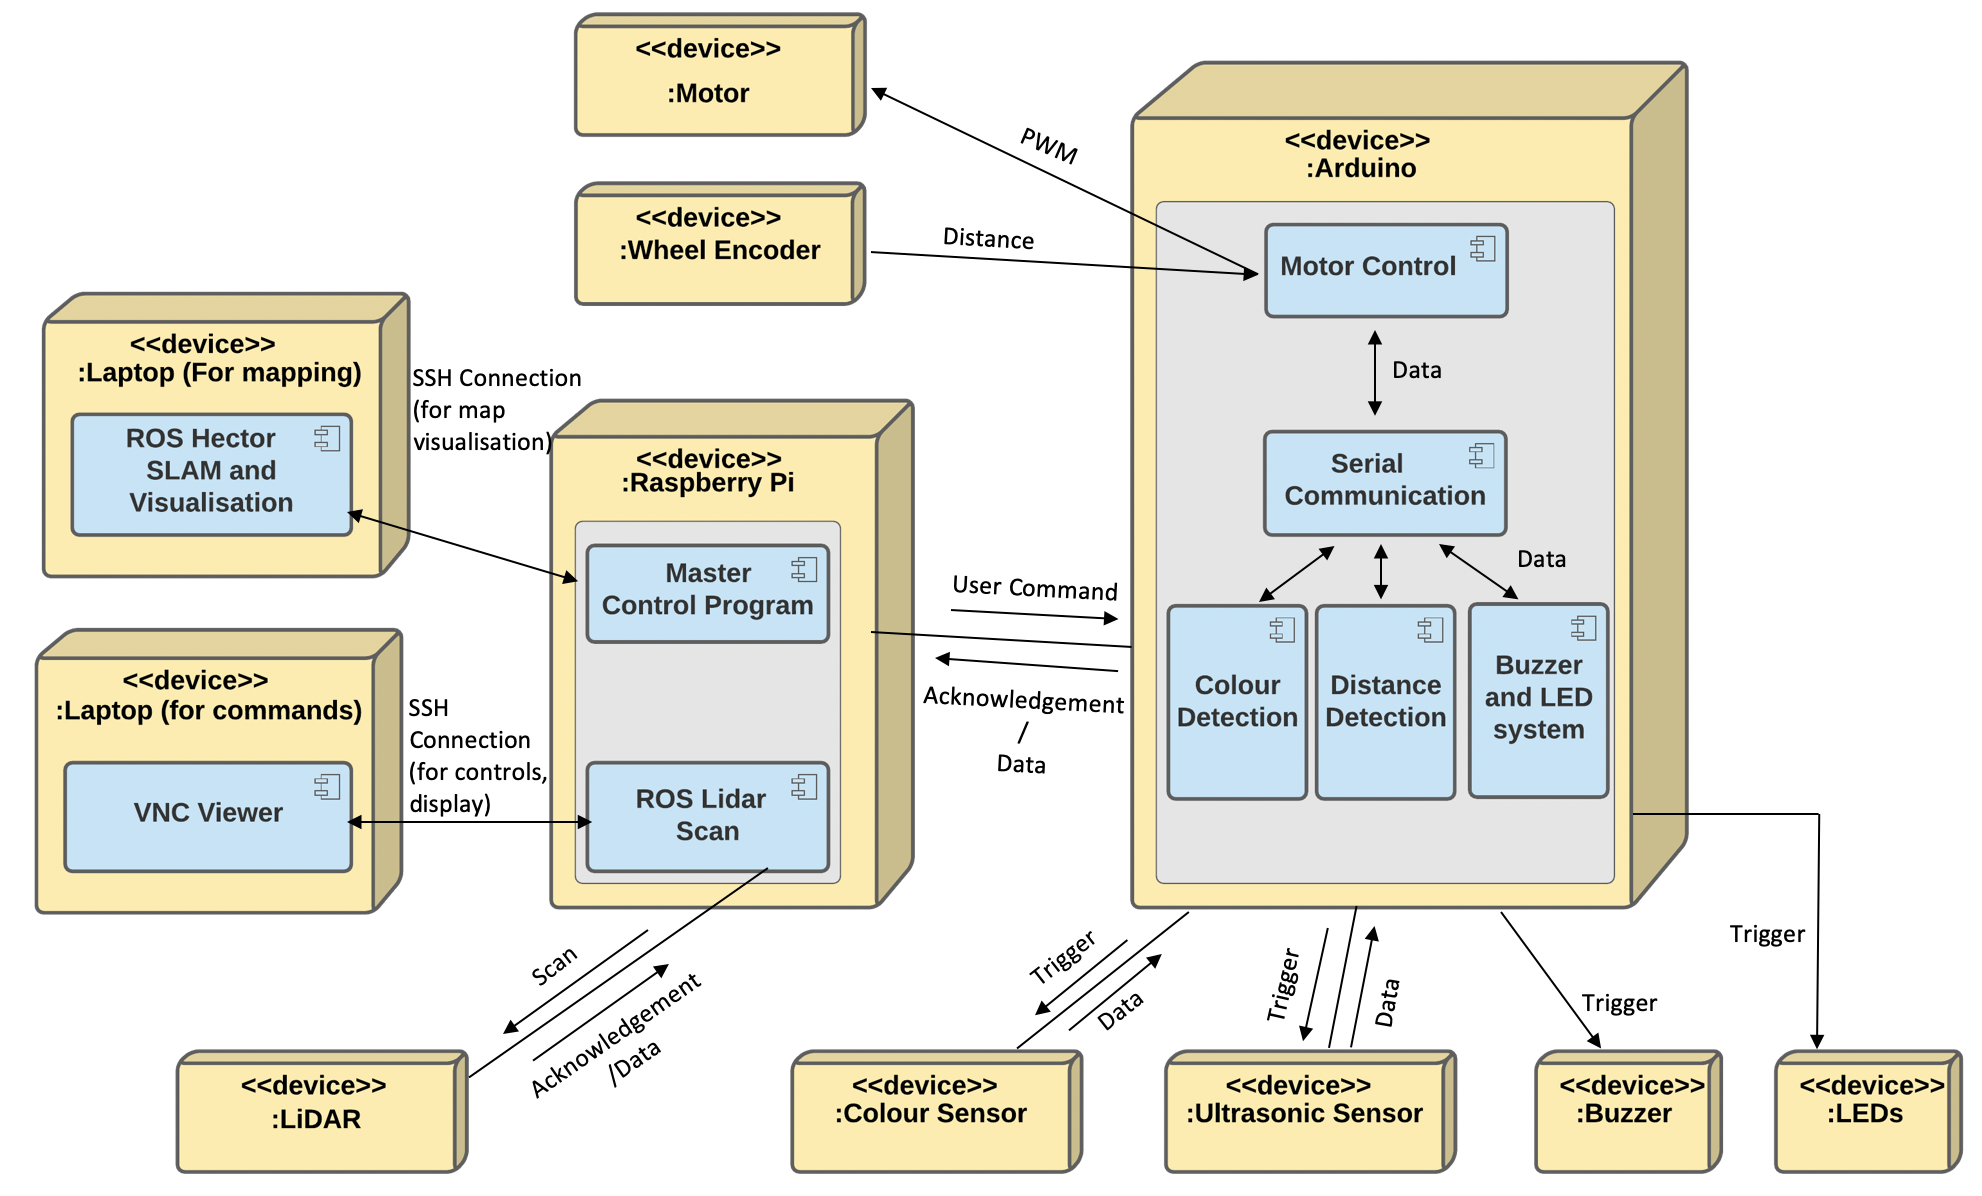 <<device>>
:Motor
<<device>>
:Wheel Encoder
PWM
Distance
<<device>>
:Arduino
Motor Control
Data
Serial
Communication
Data
Colour
Detection
Distance
Detection
Buzzer
and LED
system
<<device>>
:Laptop (For mapping)
ROS Hector
SLAM and
Visualisation
SSH Connection
(for map
visualisation)
<<device>>
:Raspberry Pi
Master
Control Program
ROS Lidar
Scan
User Command
Acknowledgement
/
Data
<<device>>
:Laptop (for commands)
VNC Viewer
SSH
Connection
(for controls,
display)
Scan
Acknowledgement
/Data
Trigger
Data
Trigger
Data
Trigger
Trigger
<<device>>
:LiDAR
<<device>>
:Colour Sensor
<<device>>
:Ultrasonic Sensor
<<device>>
:Buzzer
<<device>>
:LEDs